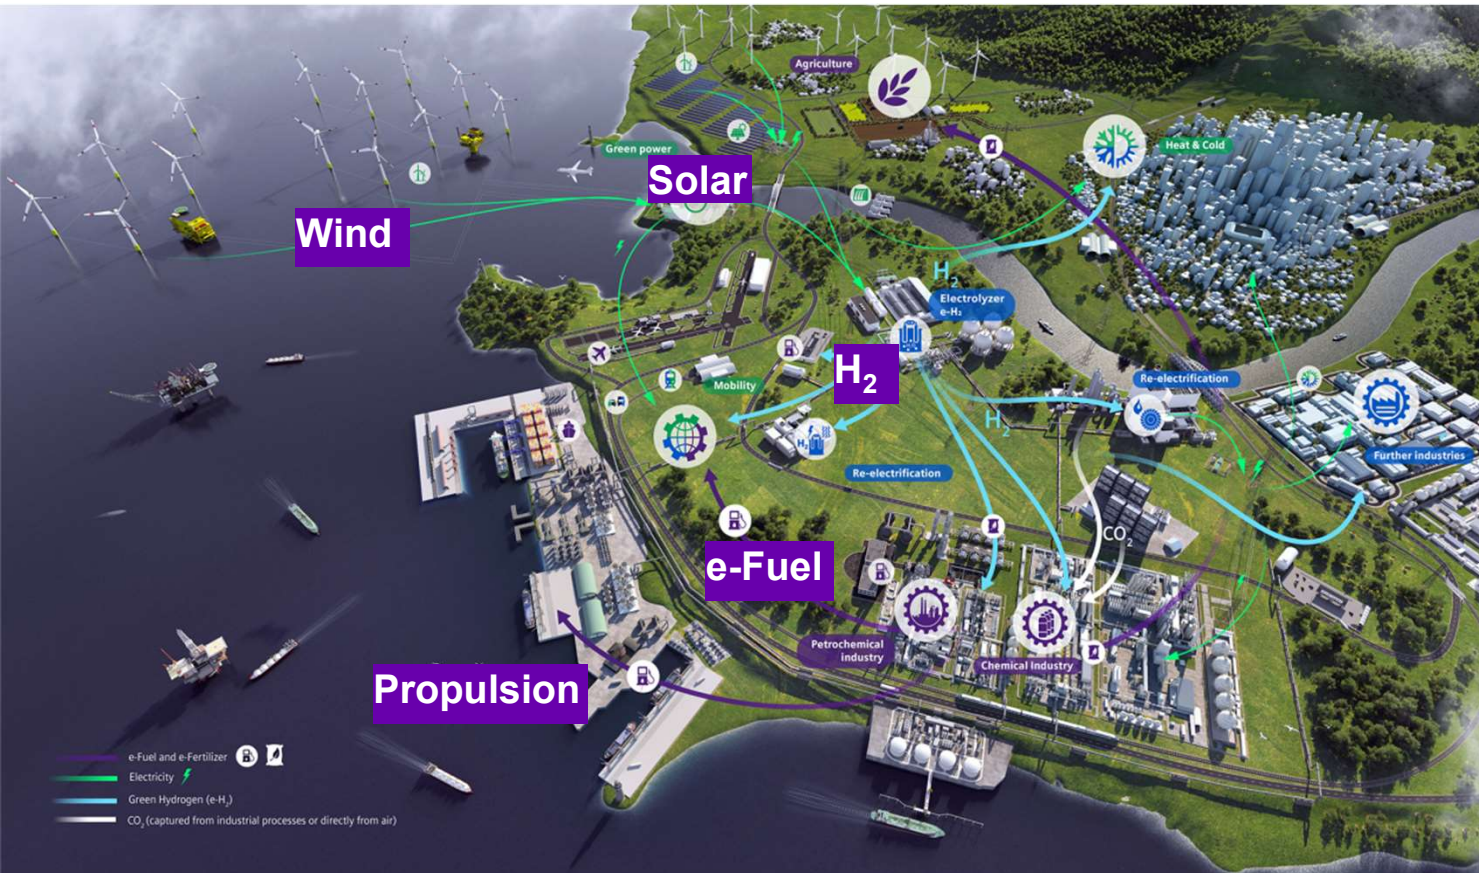 Agriculture
Green power
Heat & Cold
Solar
Wind
H₂
Electrolyzer
e-H₂
H₂
Re-electrification
Mobility
H₂
H₂
Further industries
Re-electrification
CO₂
e-Fuel
Petrochemical
industry
Chemical Industry
Propulsion
e-Fuel and e-Fertilizer
Electricity
Green Hydrogen (e-H₂)
CO₂ (captured from industrial processes or directly from air)